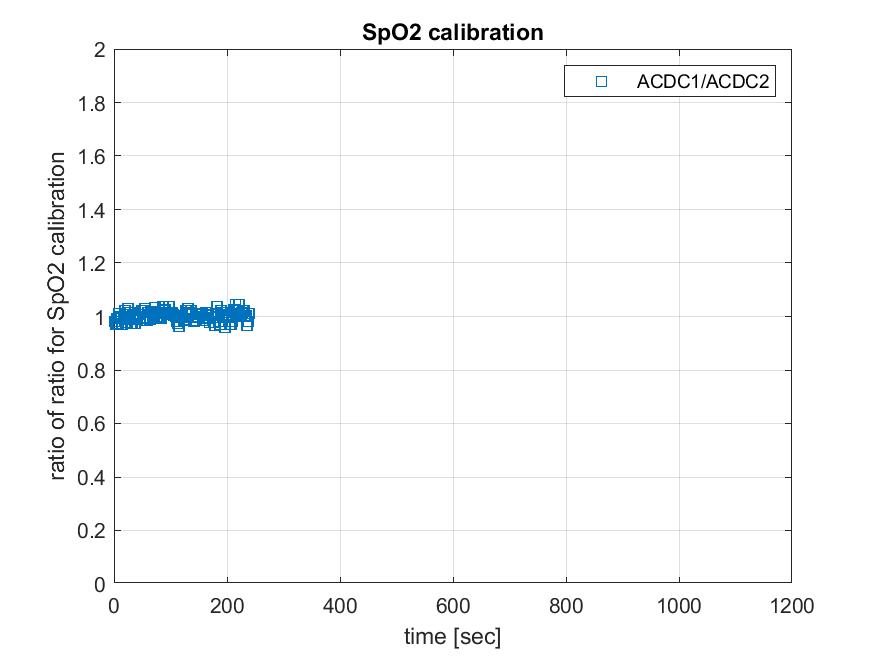 SpO2 calibration
ACDC1/ACDC2
ratio of ratio for SpO2 calibration
2
1.8
1.6
1.4
1.2
1
0.8
0.6
0.4
0.2
0
0 200 400 600 800 1000 1200
time [sec]